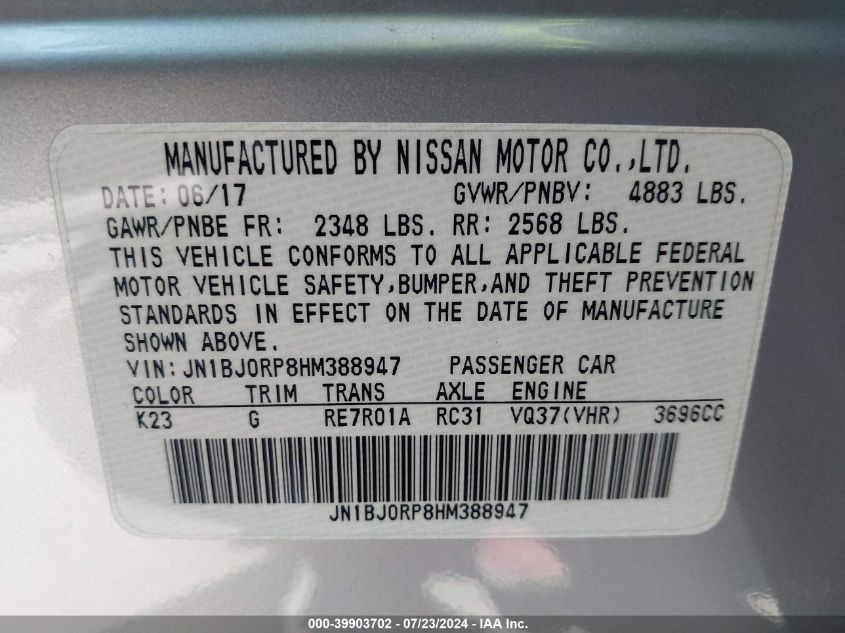 MANUFACTURED BY NISSAN MOTOR CO.,LTD.
DATE: 06/17 GVWR/PNBV: 4883 LBS.
GAWR/PNBE FR: 2348 LBS. RR: 2568 LBS.
THIS VEHICLE CONFORMS TO ALL APPLICABLE FEDERAL
MOTOR VEHICLE SAFETY,BUMPER,AND THEFT PREVENTION
STANDARDS IN EFFECT ON THE DATE OF MANUFACTURE
SHOWN ABOVE.
VIN: JN1BJ0RP8HM388947 PASSENGER CAR
COLOR TRIM TRANS AXLE ENGINE
K23 G RE7R01A RC31 VQ37(VHR) 3696CC
JN1BJ0RP8HM388947
000-39903702 - 07/23/2024 - IAA Inc.